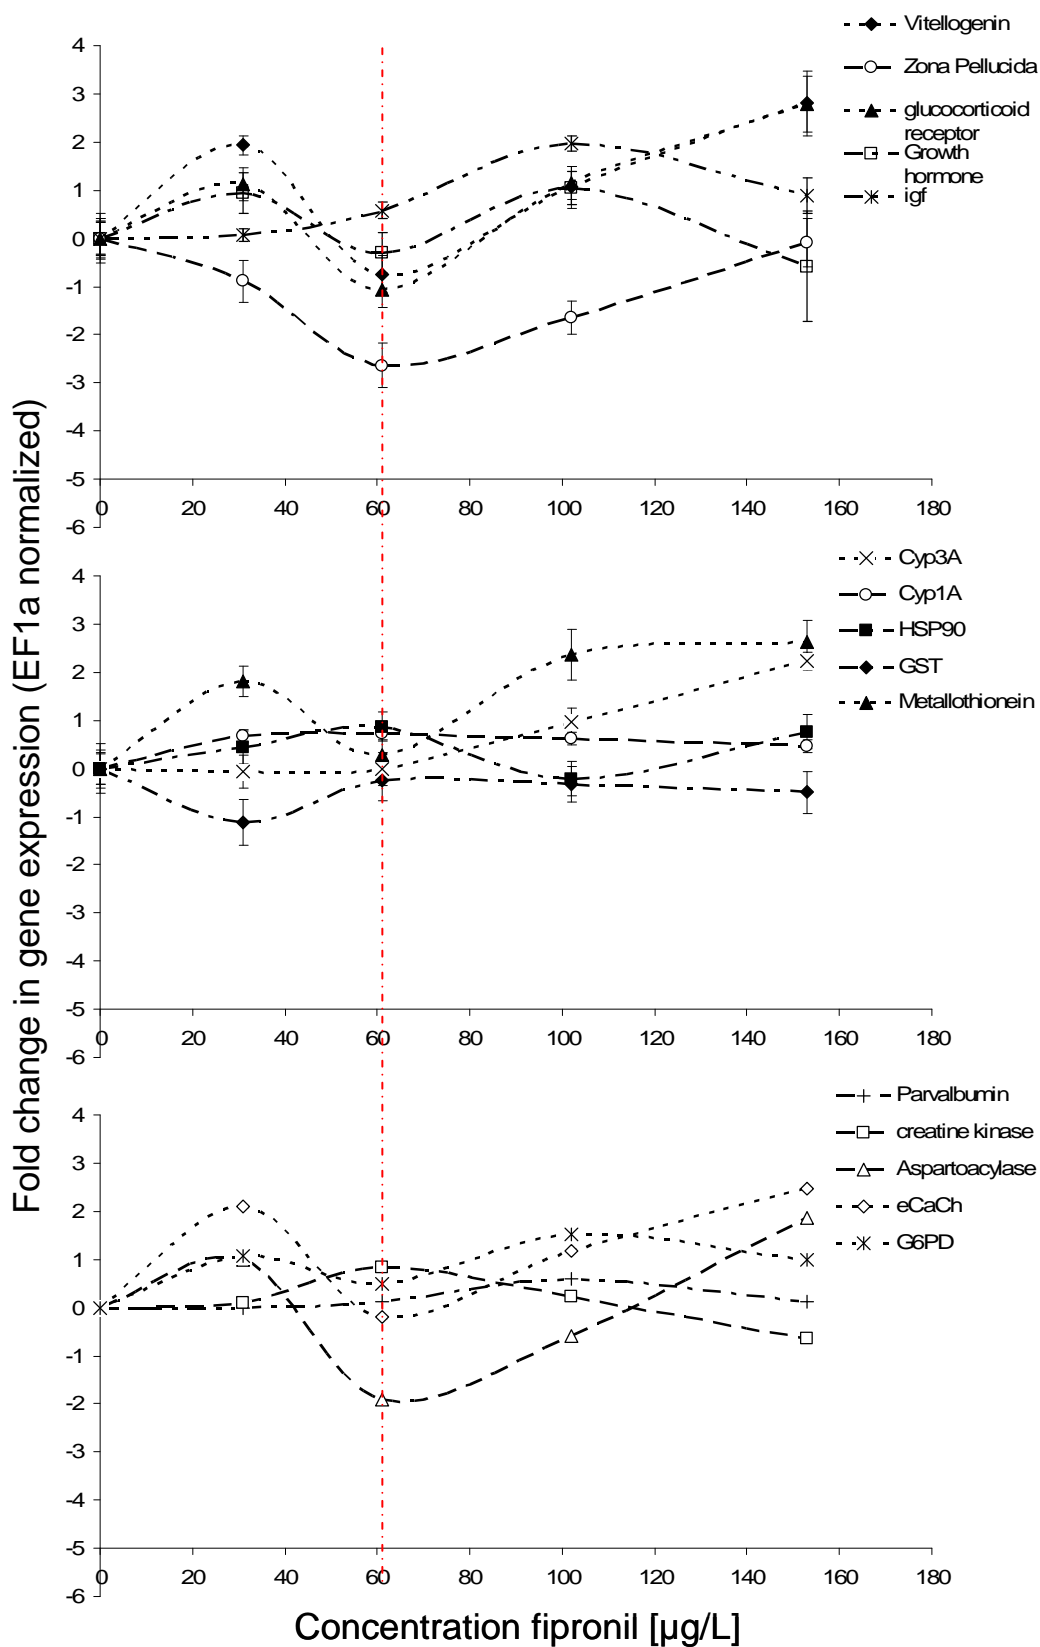 Vitellogenin
Zona Pellucida
glucocorticoid
receptor
Growth
hormone
igf
4
3
2
1
0
-1
-2
-3
-4
-5
-6
0 20 40 60 80 100 120 140 160 180
Cyp3A
Cyp1A
HSP90
GST
Metallothionein
4
3
2
1
0
-1
-2
-3
-4
-5
-6
0 20 40 60 80 100 120 140 160 180
Parvalbumin
creatine kinase
Aspartoacylase
eCaCh
G6PD
4
3
2
1
0
-1
-2
-3
-4
-5
-6
0 20 40 60 80 100 120 140 160 180
Fold change in gene expression (EF1a normalized)
Concentration fipronil [µg/L]